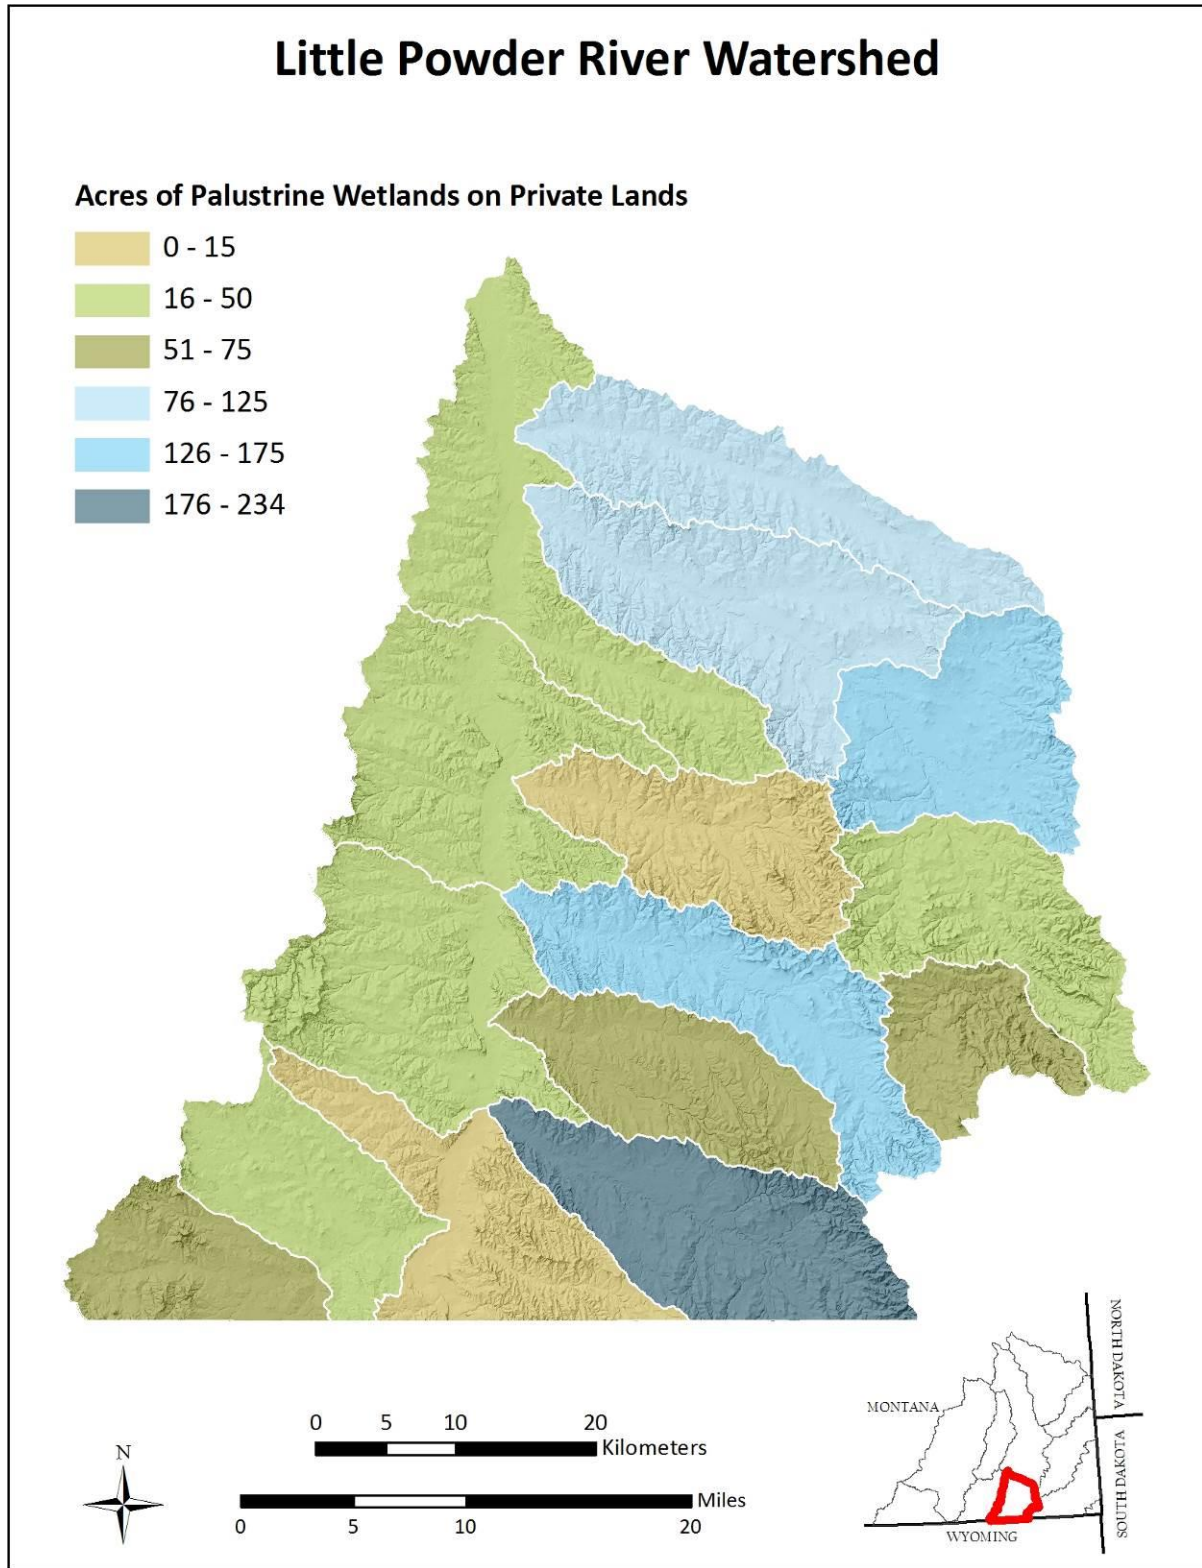 Little Powder River Watershed
Acres of Palustrine Wetlands on Private Lands
0 - 15
16 - 50
51 - 75
76 - 125
126 - 175
176 - 234
0 5 10 20
Kilometers
N
Miles
0 5 10 20
MONTANA
NORTH DAKOTA
SOUTH DAKOTA
WYOMING